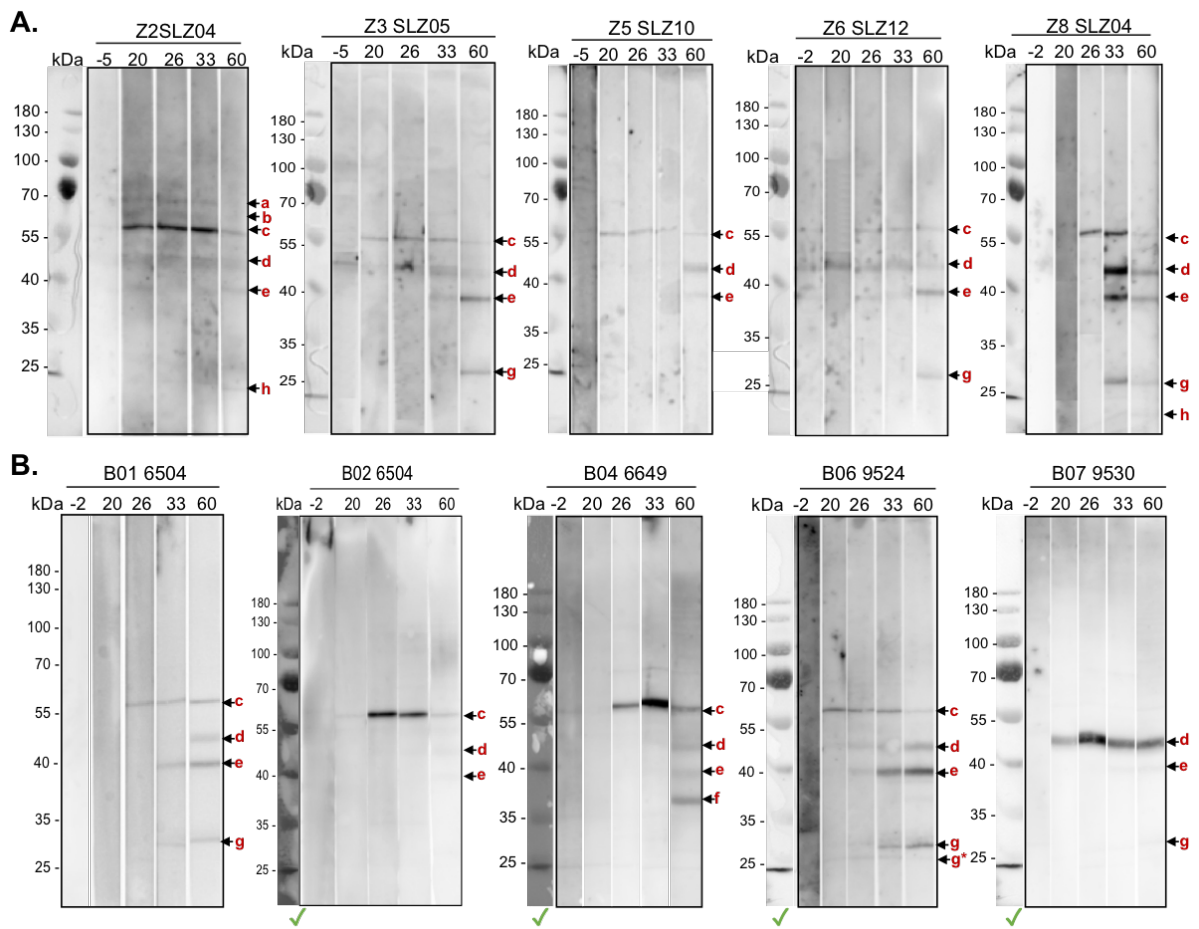 A.
Z2SLZ04
Z3 SLZ05
Z5 SLZ10
Z6 SLZ12
Z8 SLZ04
kDa -5 20 26 33 60
kDa -5 20 26 33 60
kDa -5 20 26 33 60
kDa -2 20 26 33 60
kDa -2 20 26 33 60
180 -
130 -
100 -
70 -
55 -
40 -
35 -
25 -
a
b
c
d
e
h
180 -
130 -
100 -
70 -
55 -
40 -
35 -
25 -
c
d
e
g
180 -
130 -
100 -
70 -
55 -
40 -
35 -
25 -
c
d
e
180 -
130 -
100 -
70 -
55 -
40 -
35 -
25 -
c
d
e
g
180 -
130 -
100 -
70 -
55 -
40 -
35 -
25 -
c
d
e
g
h
B.
B01 6504
B02 6504
B04 6649
B06 9524
B07 9530
kDa -2 20 26 33 60
kDa -2 20 26 33 60
kDa -2 20 26 33 60
kDa -2 20 26 33 60
kDa -2 20 26 33 60
180 -
130 -
100 -
70 -
55 -
40 -
35 -
25 -
c
d
e
g
180 -
130 -
100 -
70 -
55 -
40 -
35 -
25 -
c
d
e
180 -
130 -
100 -
70 -
55 -
40 -
35 -
25 -
c
d
e
f
180 -
130 -
100 -
70 -
55 -
40 -
35 -
25 -
c
d
e
g
g*
180 -
130 -
100 -
70 -
55 -
40 -
35 -
25 -
d
e
g